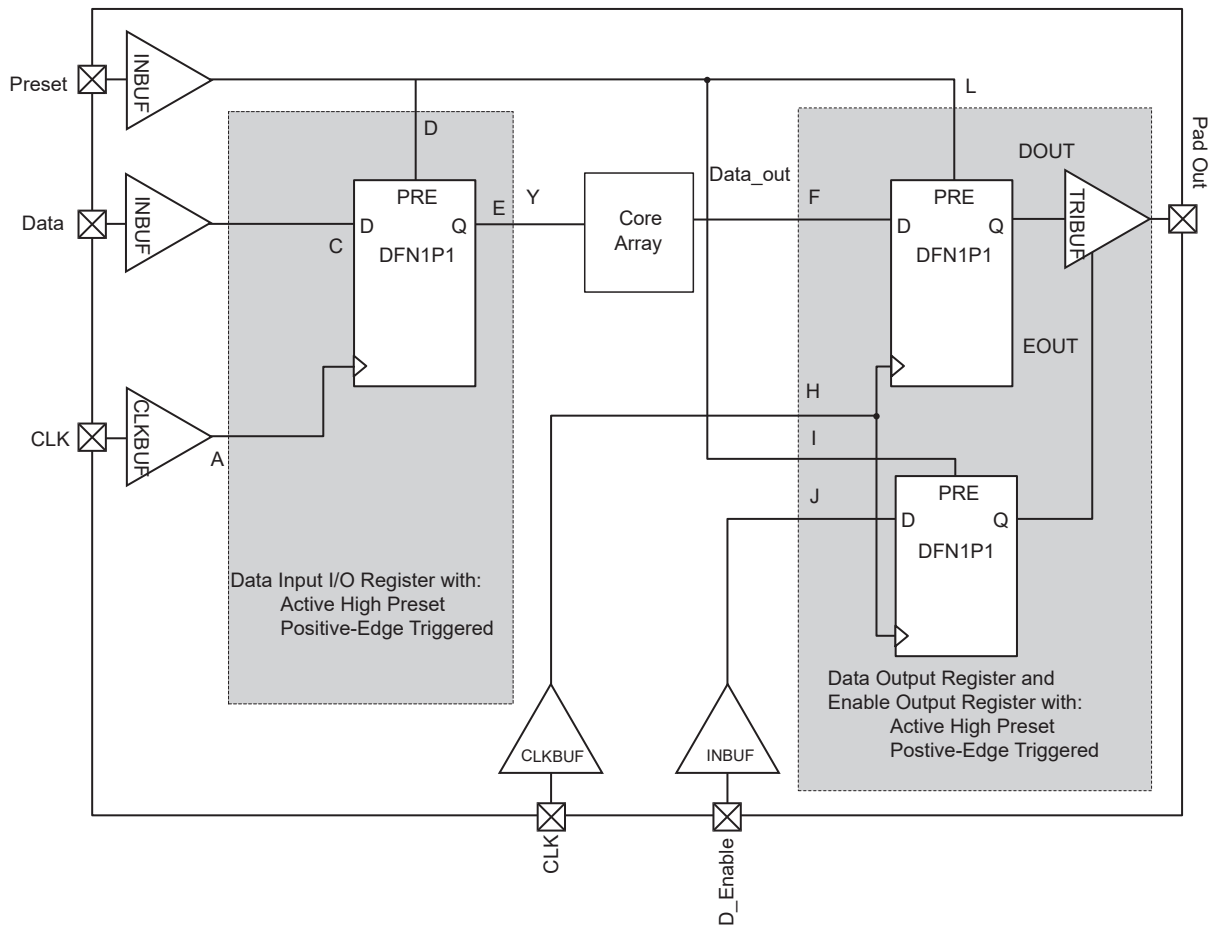 Preset
INBUF
L
D
DOUT
Pad Out
Data
INBUF
PRE
D
Q
DFN1P1
C
E
Y
Core
Array
Data_out
F
PRE
D
Q
DFN1P1
TRIBUF
EOUT
CLK
CLKBUF
A
H
I
J
PRE
D
Q
DFN1P1
Data Input I/O Register with:
Active High Preset
Positive-Edge Triggered
Data Output Register and
Enable Output Register with:
Active High Preset
Postive-Edge Triggered
CLKBUF
INBUF
CLK
D_Enable